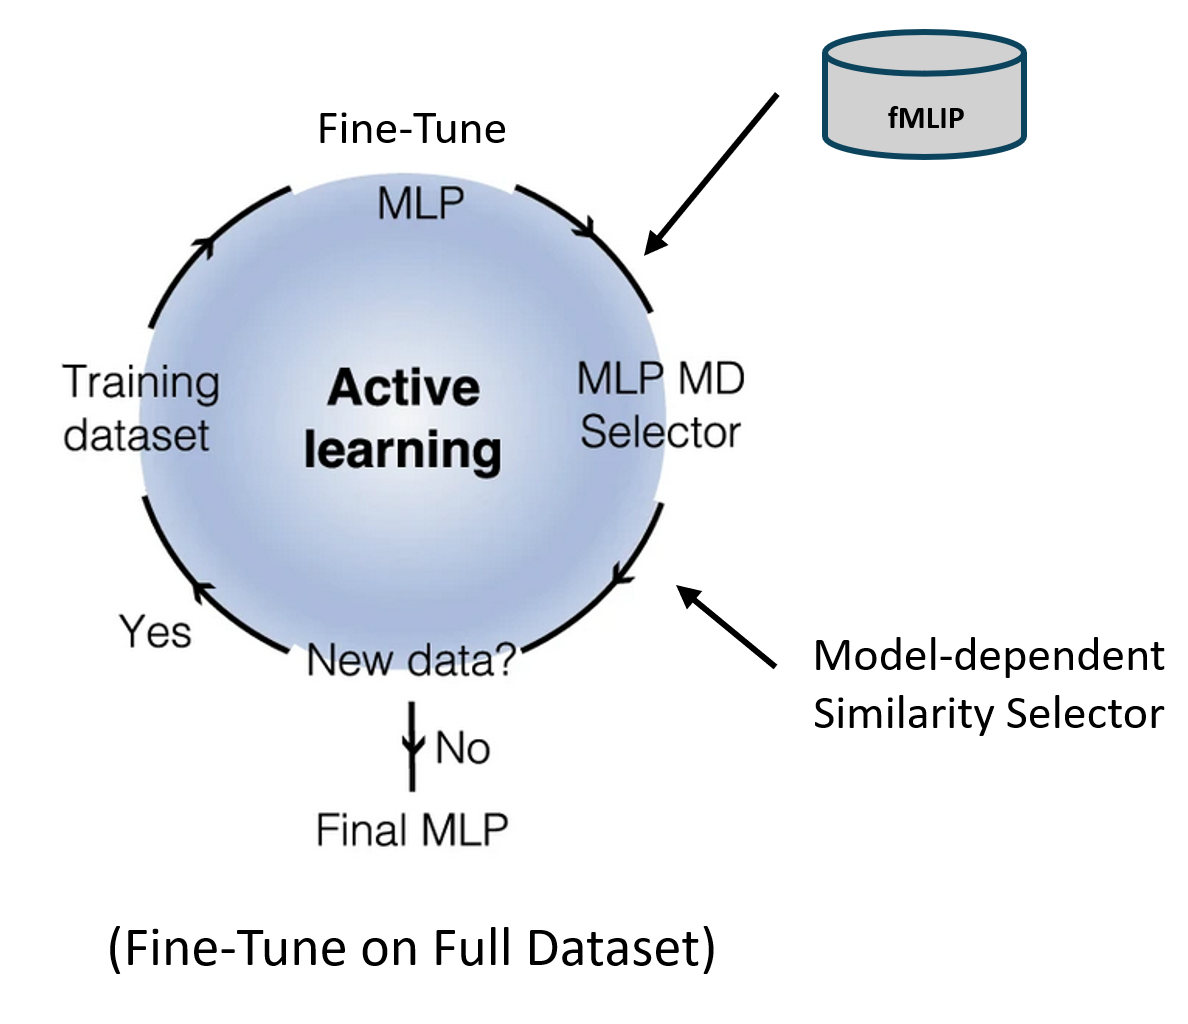 fMLIP
Fine-Tune
MLP
Active
learning
MLP MD
Selector
Training
dataset
Yes
New data?
No
Final MLP
Model-dependent
Similarity Selector
(Fine-Tune on Full Dataset)